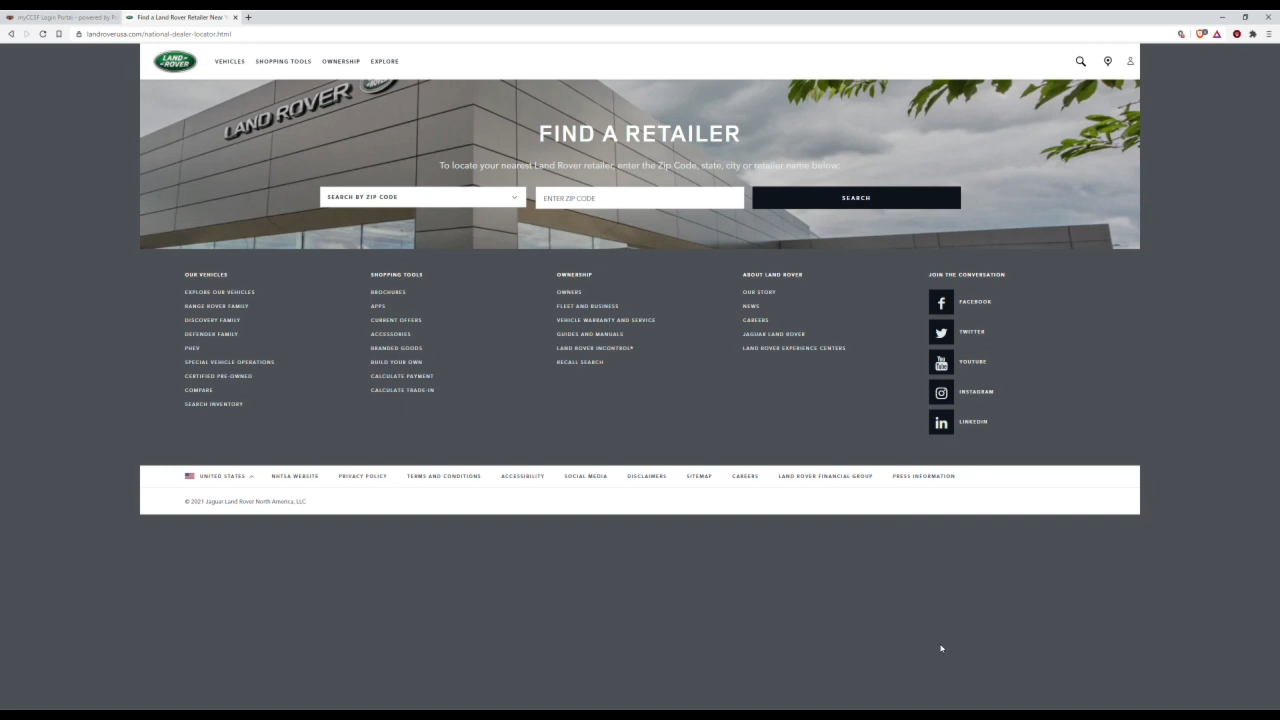 myCCSF Login Portal - powered by P
Find a Land Rover Retailer Near Y
landroverusa.com/national-dealer-locator.html
LAND ROVER
VEHICLES
SHOPPING TOOLS
OWNERSHIP
EXPLORE
LAND ROVER
FIND A RETAILER
To locate your nearest Land Rover retailer, enter the Zip Code, state, city or retailer name below:
SEARCH BY ZIP CODE
ENTER ZIP CODE
SEARCH
OUR VEHICLES
EXPLORE OUR VEHICLES
RANGE ROVER FAMILY
DISCOVERY FAMILY
DEFENDER FAMILY
PHEV
SPECIAL VEHICLE OPERATIONS
CERTIFIED PRE-OWNED
COMPARE
SEARCH INVENTORY
SHOPPING TOOLS
BROCHURES
APPS
CURRENT OFFERS
ACCESSORIES
BRANDED GOODS
BUILD YOUR OWN
CALCULATE PAYMENT
CALCULATE TRADE-IN
OWNERSHIP
OWNERS
FLEET AND BUSINESS
VEHICLE WARRANTY AND SERVICE
GUIDES AND MANUALS
LAND ROVER INCONTROL®
RECALL SEARCH
ABOUT LAND ROVER
OUR STORY
NEWS
CAREERS
JAGUAR LAND ROVER
LAND ROVER EXPERIENCE CENTERS
JOIN THE CONVERSATION
FACEBOOK
TWITTER
You Tube YOUTUBE
INSTAGRAM
in LINKEDIN
UNITED STATES
NHTSA WEBSITE
PRIVACY POLICY
TERMS AND CONDITIONS
ACCESSIBILITY
SOCIAL MEDIA
DISCLAIMERS
SITEMAP
CAREERS
LAND ROVER FINANCIAL GROUP
PRESS INFORMATION
© 2021 Jaguar Land Rover North America, LLC